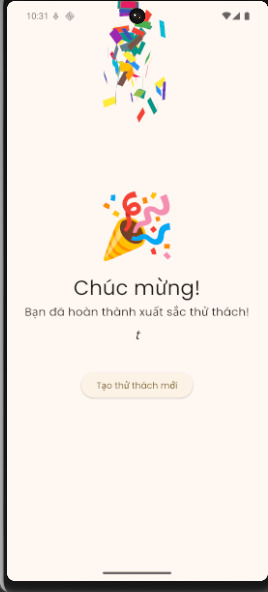 10:31
Chúc mừng!
Bạn đã hoàn thành xuất sắc thử thách!
t
Tạo thử thách mới